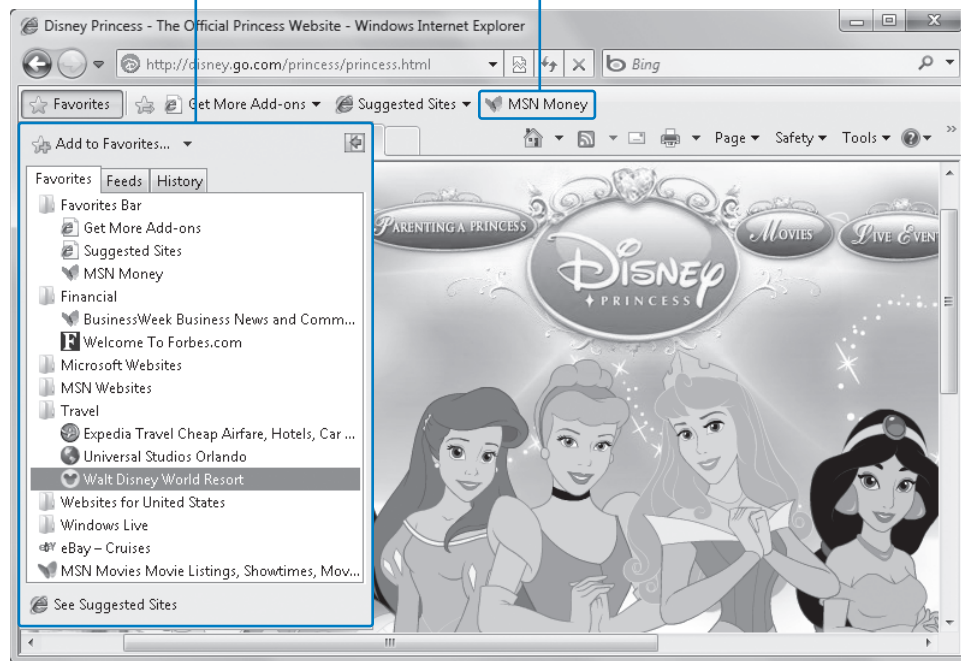 Disney Princess - The Official Princess Website - Windows Internet Explorer
http://disney.go.com/princess/princess.html
Bing
Favorites
Get More Add-ons
Suggested Sites
MSN Money
Add to Favorites...
Page
Safety
Tools
Favorites
Feeds
History
Favorites Bar
Get More Add-ons
Suggested Sites
MSN Money
Financial
BusinessWeek Business News and Comm...
Welcome To Forbes.com
Microsoft Websites
MSN Websites
Travel
Expedia Travel Cheap Airfare, Hotels, Car ...
Universal Studios Orlando
Walt Disney World Resort
Websites for United States
Windows Live
eBay – Cruises
MSN Movies Movie Listings, Showtimes, Mov...
See Suggested Sites
PARENTING A PRINCESS
DISNEY
PRINCESS
MOVIES
LIVE EVEN